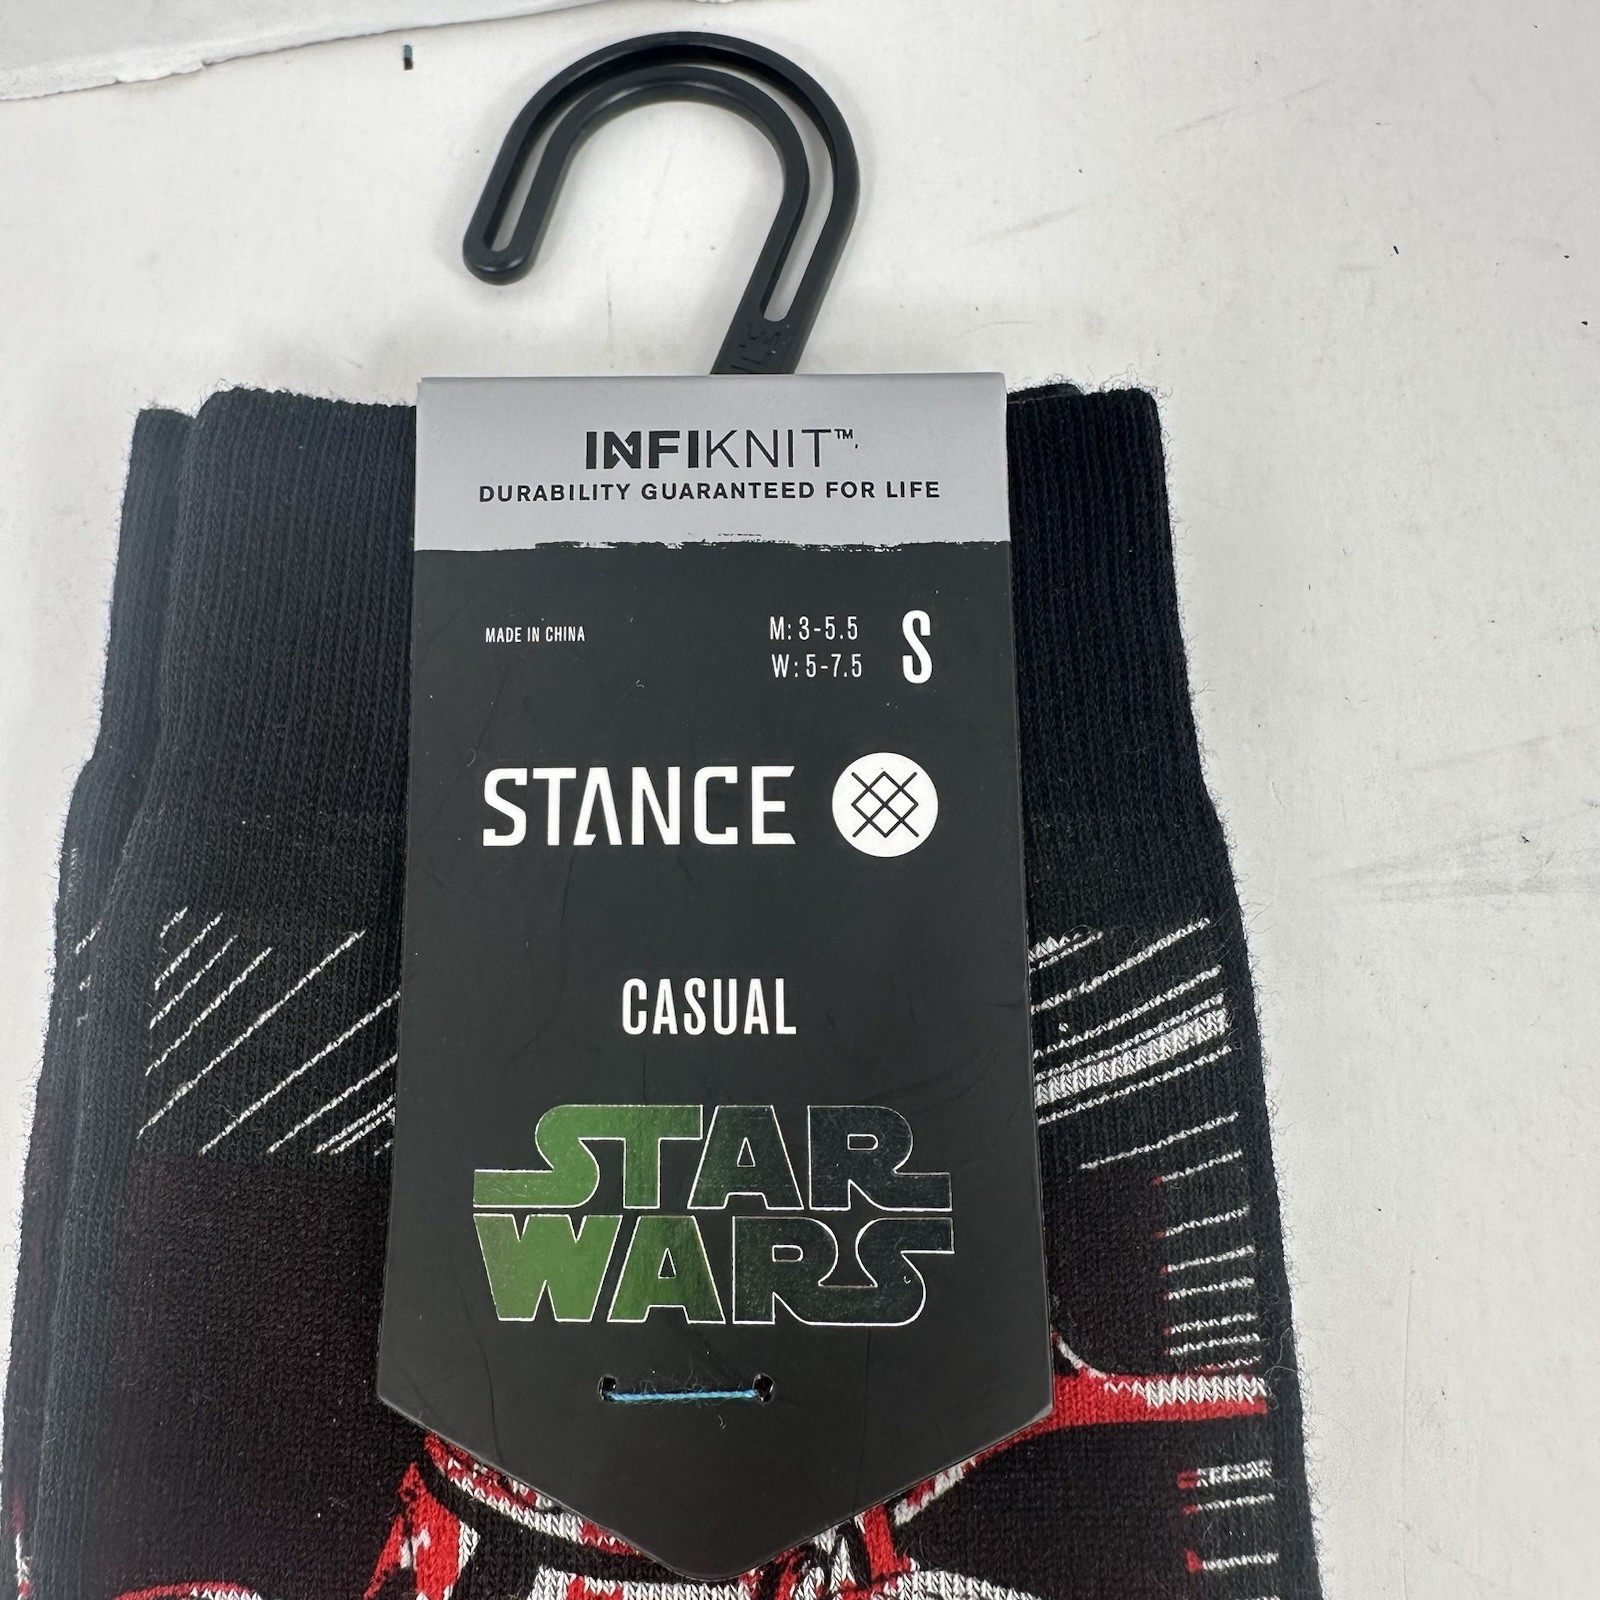 INFIKNIT™
DURABILITY GUARANTEED FOR LIFE
MADE IN CHINA
M: 3-5.5
W: 5-7.5
S
STANCE
CASUAL
STAR
WARS